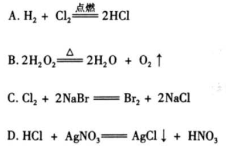 A. H₂ + Cl₂ ══点燃══ 2HCl
B. 2H₂O₂ ══△══ 2H₂O + O₂ ↑
C. Cl₂ + 2NaBr ═══ Br₂ + 2NaCl
D. HCl + AgNO₃ ═══ AgCl ↓ + HNO₃